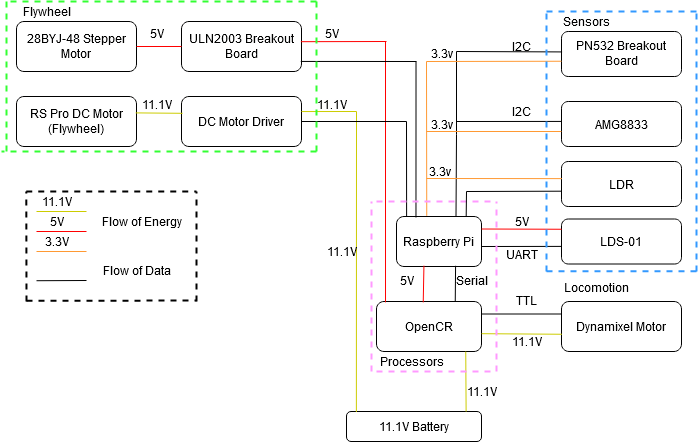 Flywheel
28BYJ-48 Stepper
Motor
5V
ULN2003 Breakout
Board
5V
RS Pro DC Motor
(Flywheel)
11.1V
DC Motor Driver
11.1V
Sensors
I2C
3.3v
PN532 Breakout
Board
I2C
3.3v
AMG8833
3.3v
LDR
5V
UART
LDS-01
11.1V
5V
3.3V
Flow of Energy
Flow of Data
Raspberry Pi
11.1V
5V
Serial
OpenCR
Processors
Locomotion
TTL
11.1V
Dynamixel Motor
11.1V
11.1V Battery